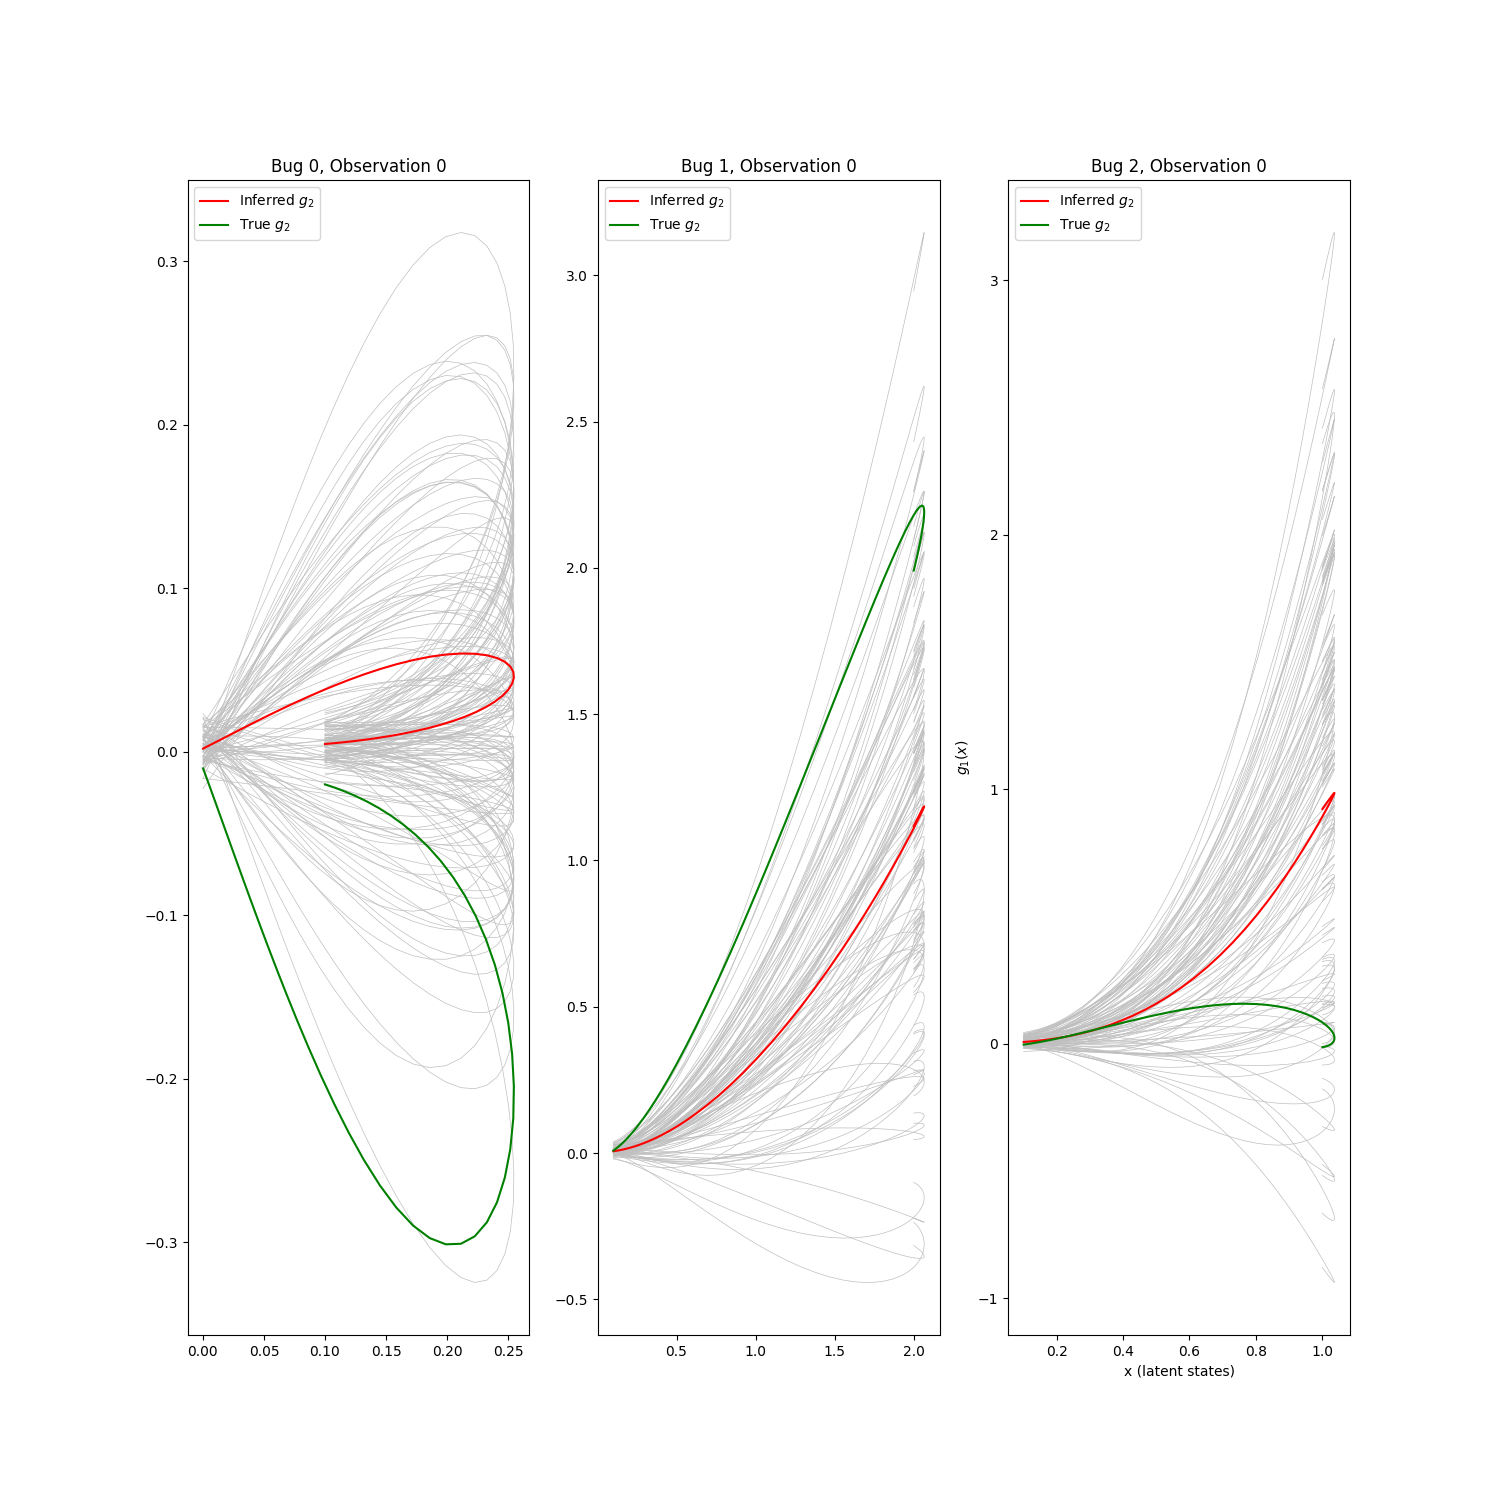 Bug 0, Observation 0
Inferred g₂
True g₂
0.3
0.2
0.1
0.0
−0.1
−0.2
−0.3
0.00 0.05 0.10 0.15 0.20 0.25
Bug 1, Observation 0
Inferred g₂
True g₂
3.0
2.5
2.0
1.5
1.0
0.5
0.0
−0.5
0.5 1.0 1.5 2.0
Bug 2, Observation 0
Inferred g₂
True g₂
g₁(x)
3
2
1
0
−1
0.2 0.4 0.6 0.8 1.0
x (latent states)